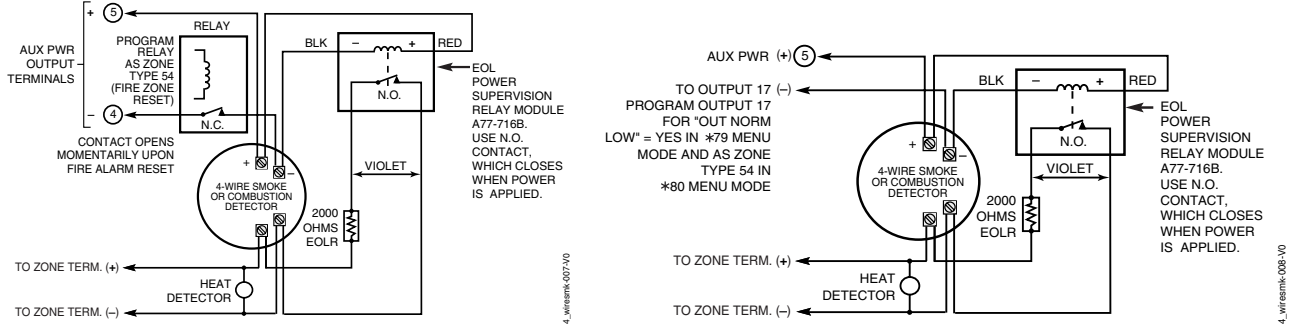 + 5
RELAY
AUX PWR
OUTPUT
TERMINALS
PROGRAM
RELAY
AS ZONE
TYPE 54
(FIRE ZONE
RESET)
– 4
N.C.
CONTACT OPENS
MOMENTARILY UPON
FIRE ALARM RESET
BLK
– +
RED
N.O.
EOL
POWER
SUPERVISION
RELAY MODULE
A77-716B.
USE N.O.
CONTACT,
WHICH CLOSES
WHEN POWER
IS APPLIED.
+ –
4-WIRE SMOKE
OR COMBUSTION
DETECTOR
VIOLET
2000
OHMS
EOLR
TO ZONE TERM. (+)
HEAT
DETECTOR
TO ZONE TERM. (–)
4_wiresmk-007-V0
AUX PWR (+) 5
TO OUTPUT 17 (–)
PROGRAM OUTPUT 17
FOR "OUT NORM
LOW" = YES IN ∗79 MENU
MODE AND AS ZONE
TYPE 54 IN
∗80 MENU MODE
BLK
– +
RED
N.O.
EOL
POWER
SUPERVISION
RELAY MODULE
A77-716B.
USE N.O.
CONTACT,
WHICH CLOSES
WHEN POWER
IS APPLIED.
+ –
4-WIRE SMOKE
OR COMBUSTION
DETECTOR
VIOLET
2000
OHMS
EOLR
TO ZONE TERM. (+)
HEAT
DETECTOR
TO ZONE TERM. (–)
4_wiresmk-008-V0